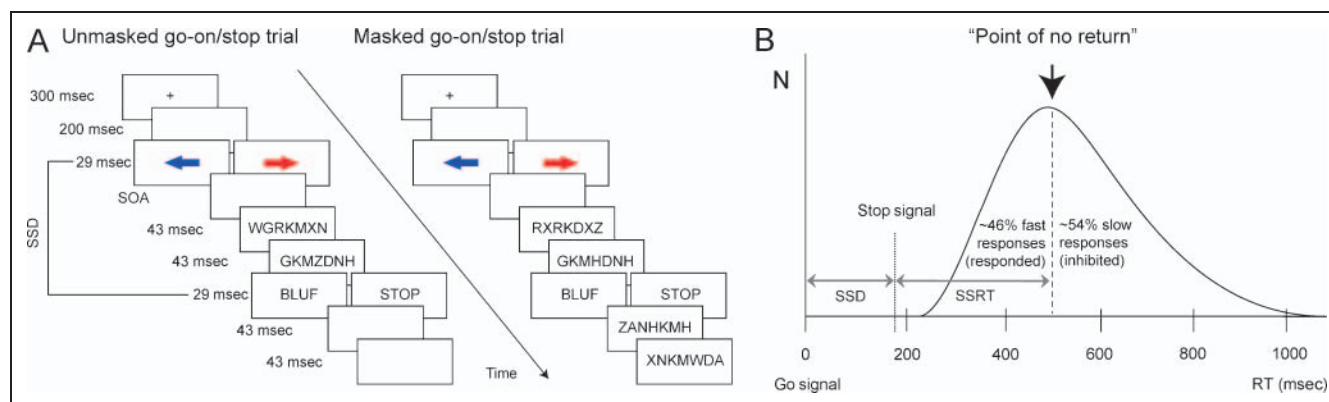 A
Unmasked go-on/stop trial
Masked go-on/stop trial
+
+
300 msec
200 msec
29 msec
SOA
SSD
43 msec
WGRKMXN
RXRKDXZ
43 msec
GKMZDNH
GKMHDNH
29 msec
BLUF
STOP
BLUF
STOP
43 msec
ZANHKMH
43 msec
XNKMWDA
Time
B
"Point of no return"
N
Stop signal
~46% fast
responses
(responded)
~54% slow
responses
(inhibited)
SSD
SSRT
0
200
400
600
800
1000
Go signal
RT (msec)